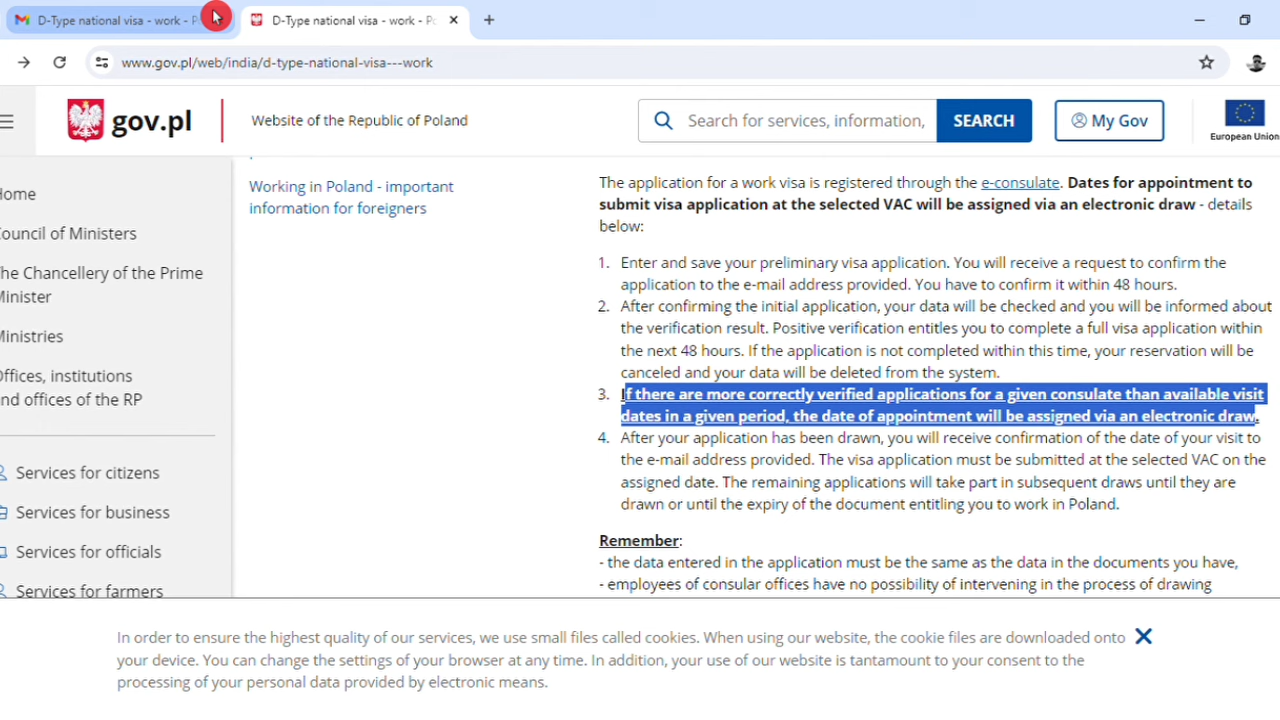 D-Type national visa - work - P
D-Type national visa - work - Po
www.gov.pl/web/india/d-type-national-visa---work
gov.pl
Website of the Republic of Poland
Search for services, information,
SEARCH
My Gov
European Union
Home
Council of Ministers
The Chancellery of the Prime
Minister
Ministries
Offices, institutions
and offices of the RP
Services for citizens
Services for business
Services for officials
Services for farmers
Working in Poland - important
information for foreigners
The application for a work visa is registered through the e-consulate. Dates for appointment to
submit visa application at the selected VAC will be assigned via an electronic draw - details
below:
1. Enter and save your preliminary visa application. You will receive a request to confirm the
application to the e-mail address provided. You have to confirm it within 48 hours.
2. After confirming the initial application, your data will be checked and you will be informed about
the verification result. Positive verification entitles you to complete a full visa application within
the next 48 hours. If the application is not completed within this time, your reservation will be
canceled and your data will be deleted from the system.
3. If there are more correctly verified applications for a given consulate than available visit
dates in a given period, the date of appointment will be assigned via an electronic draw.
4. After your application has been drawn, you will receive confirmation of the date of your visit to
the e-mail address provided. The visa application must be submitted at the selected VAC on the
assigned date. The remaining applications will take part in subsequent draws until they are
drawn or until the expiry of the document entitling you to work in Poland.
Remember:
- the data entered in the application must be the same as the data in the documents you have,
- employees of consular offices have no possibility of intervening in the process of drawing
In order to ensure the highest quality of our services, we use small files called cookies. When using our website, the cookie files are downloaded onto
your device. You can change the settings of your browser at any time. In addition, your use of our website is tantamount to your consent to the
processing of your personal data provided by electronic means.